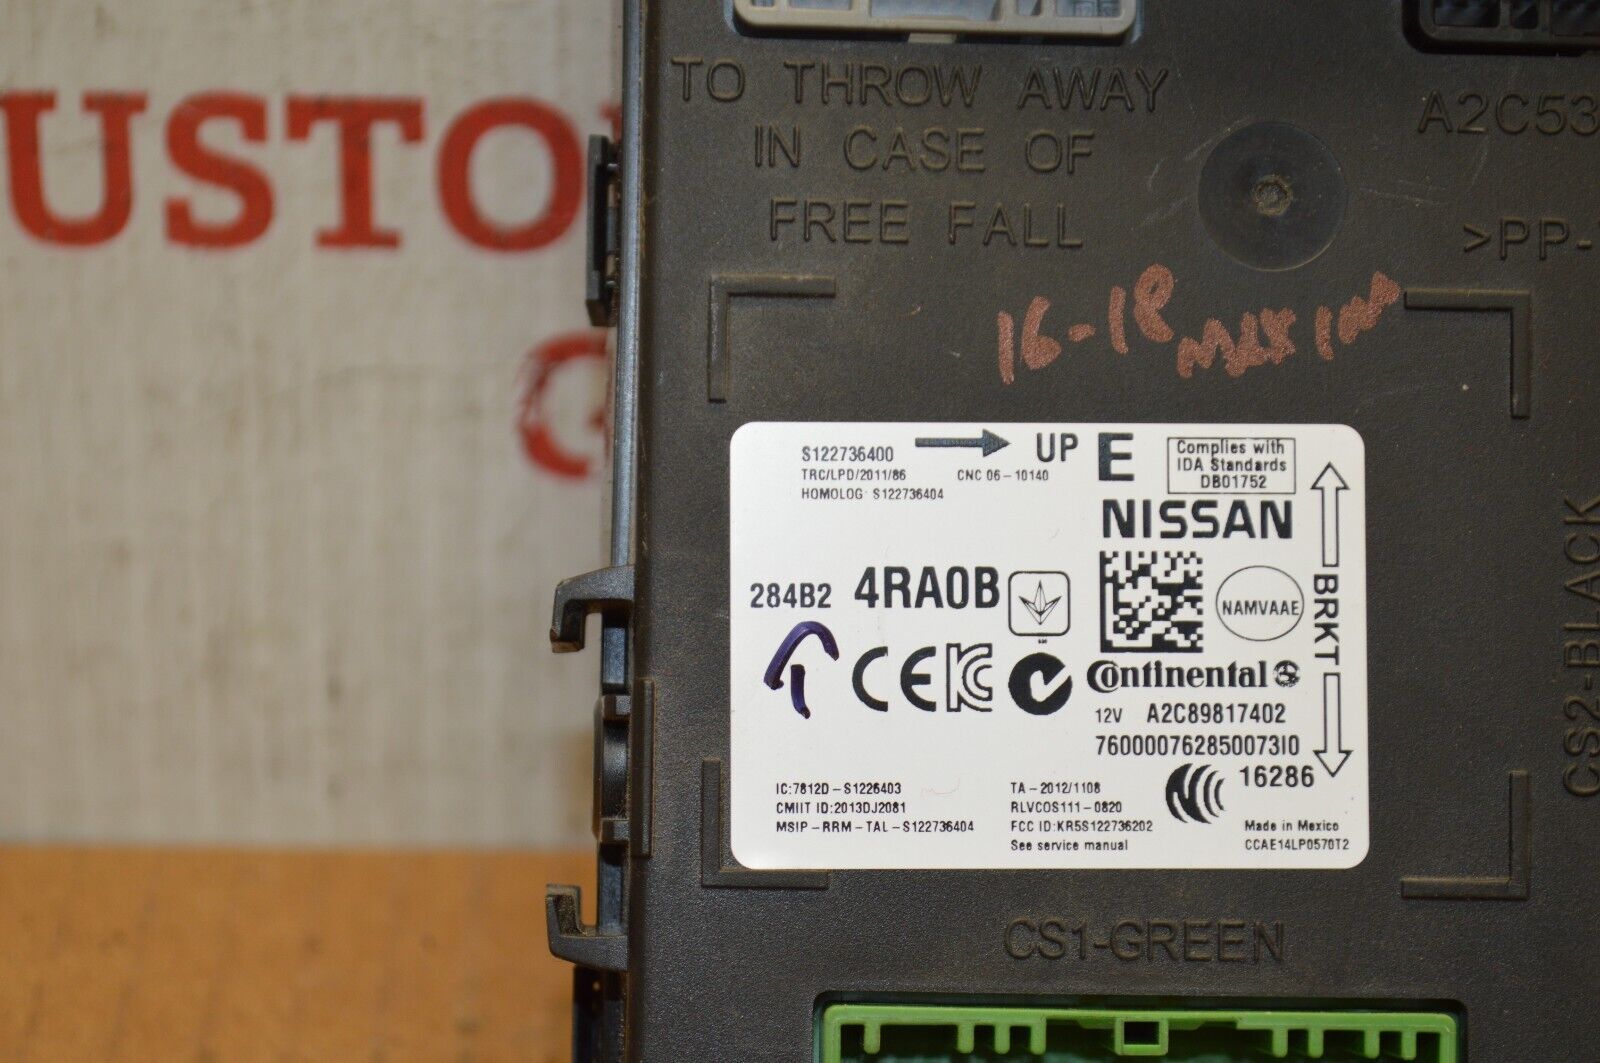 USTO
TO THROW AWAY
IN CASE OF
FREE FALL
A2C53
>PP-
16-18 MAXIMA
S122736400
UP E
Complies with
IDA Standards
DB01752
TRC/LPD/2011/86 CNC 06-10140
HOMOLOG: S122736404
NISSAN
284B2 4RA0B
NAMVAAE
BRKT
CE
Continental
12V A2C89817402
760000762850073I0
16286
IC:7812D-S1226403
CMIIT ID:2013DJ2081
MSIP-RRM-TAL-S122736404
TA-2012/1108
RLVCOS111-0820
FCC ID:KR5S122736202
See service manual
Made in Mexico
CCAE14LP0570T2
CS2-BLACK
CS1-GREEN